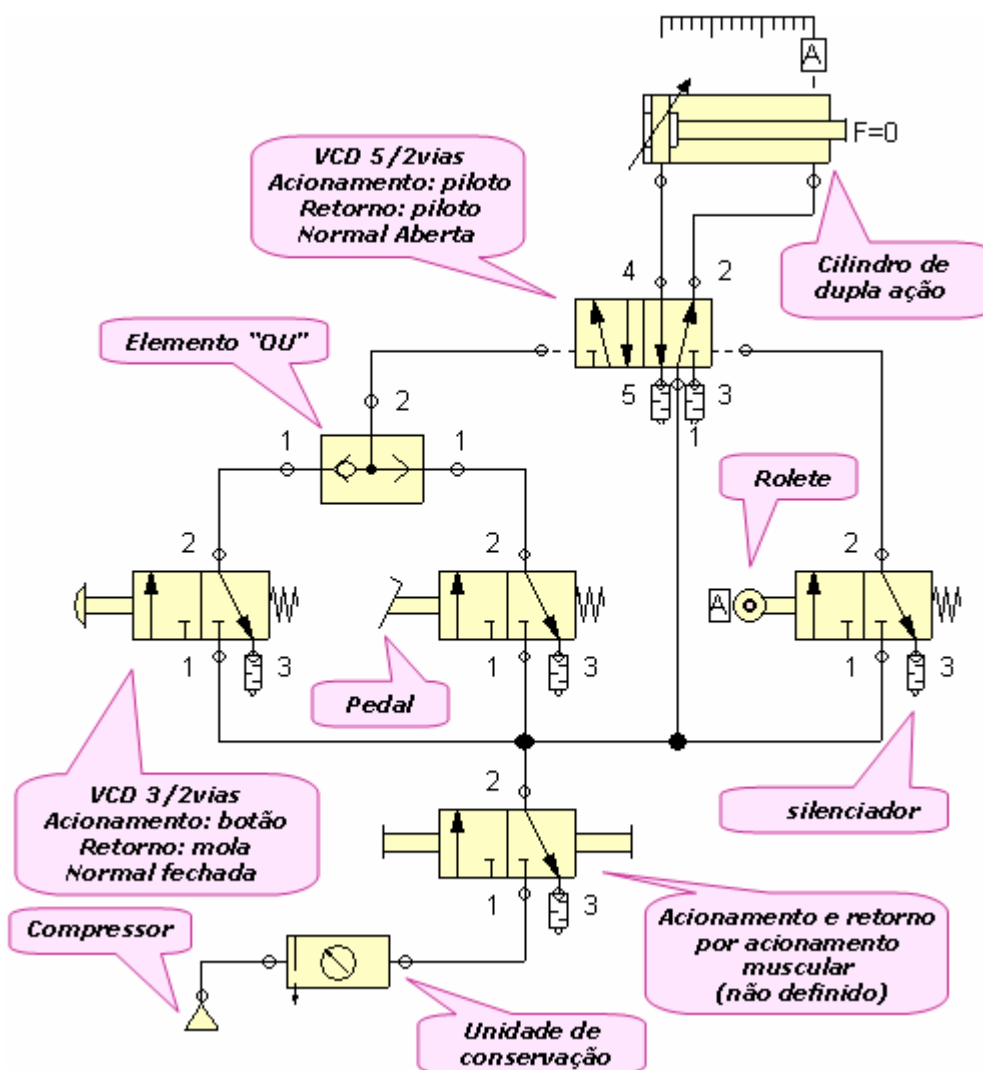 A
F=0
VCD 5/2vias
Acionamento: piloto
Retorno: piloto
Normal Aberta
Cilindro de
dupla ação
4 2
Elemento "OU"
5 3
1
2
1 1
Rolete
2 2 2
A
1 3 1 3 1 3
Pedal
VCD 3/2vias
Acionamento: botão
Retorno: mola
Normal fechada
silenciador
2
1 3
Compressor
Acionamento e retorno
por acionamento
muscular
(não definido)
Unidade de
conservação